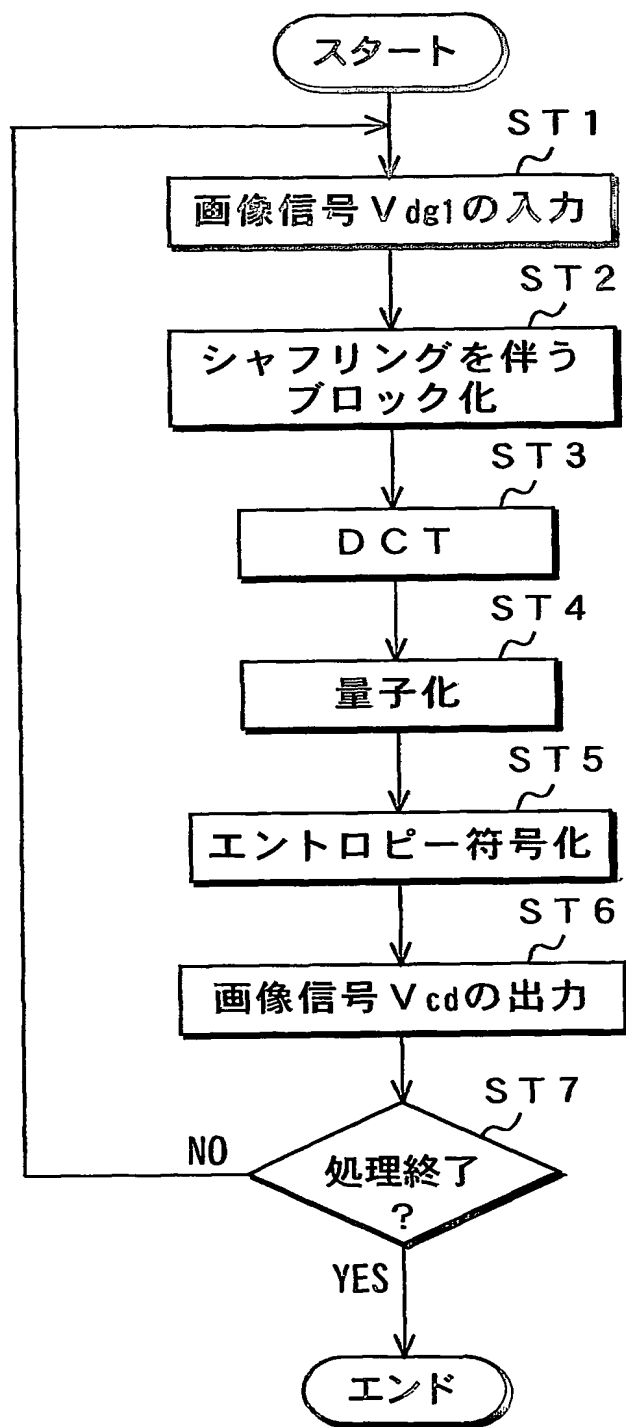 スタート
ST1
画像信号Vdg1の入力
ST2
シャフリングを伴う
ブロック化
ST3
DCT
ST4
量子化
ST5
エントロピー符号化
ST6
画像信号Vcdの出力
ST7
処理終了
?
NO
YES
エンド